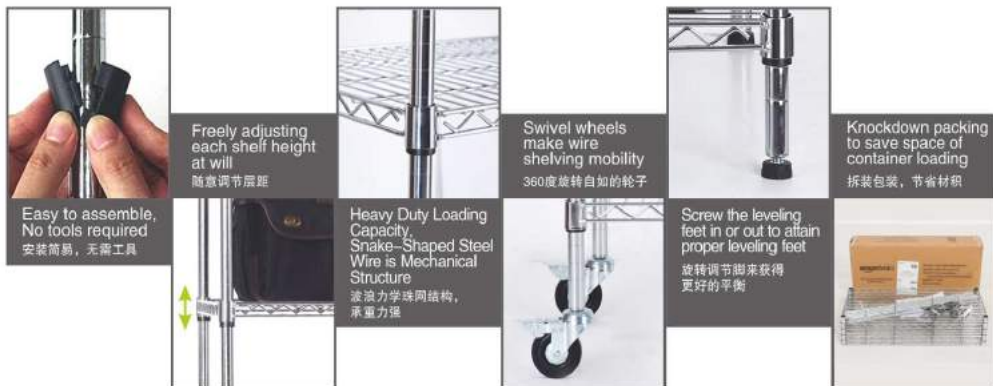 Easy to assemble,
No tools required
安装简易，无需工具
Freely adjusting
each shelf height
at will
随意调节层距
Heavy Duty Loading
Capacity,
Snake-Shaped Steel
Wire is Mechanical
Structure
波浪力学珠网结构，
承重力强
Swivel wheels
make wire
shelving mobility
360度旋转自如的轮子
Screw the leveling
feet in or out to attain
proper leveling feet
旋转调节脚来获得
更好的平衡
Knockdown packing
to save space of
container loading
拆装包装，节省材积